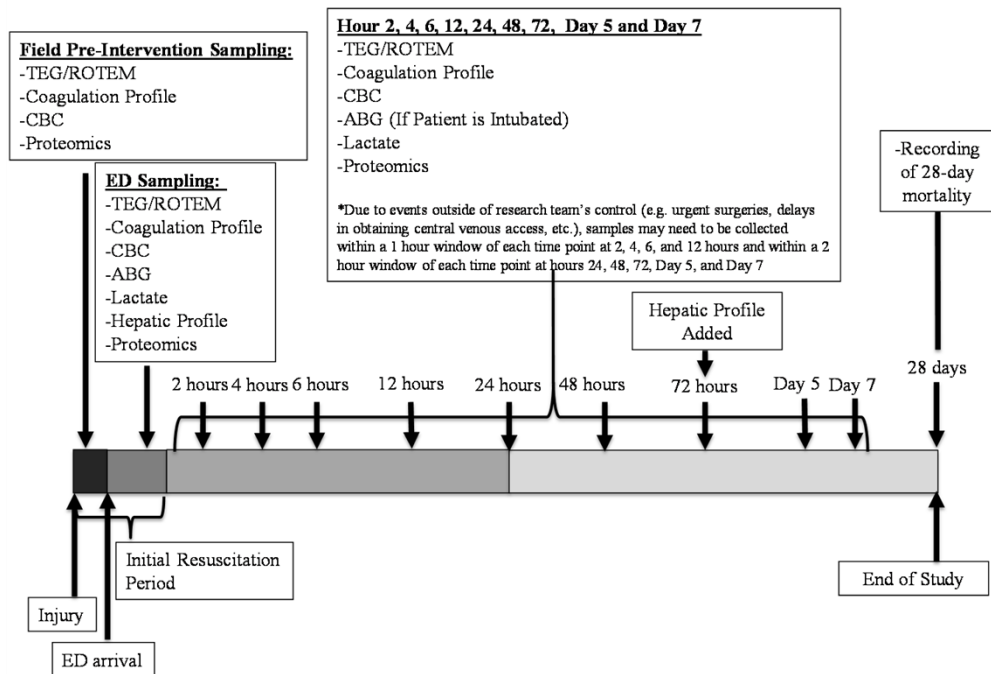 Field Pre-Intervention Sampling:
-TEG/ROTEM
-Coagulation Profile
-CBC
-Proteomics
ED Sampling:
-TEG/ROTEM
-Coagulation Profile
-CBC
-ABG
-Lactate
-Hepatic Profile
-Proteomics
Hour 2, 4, 6, 12, 24, 48, 72, Day 5 and Day 7
-TEG/ROTEM
-Coagulation Profile
-CBC
-ABG (If Patient is Intubated)
-Lactate
-Proteomics
*Due to events outside of research team's control (e.g. urgent surgeries, delays
in obtaining central venous access, etc.), samples may need to be collected
within a 1 hour window of each time point at 2, 4, 6, and 12 hours and within a 2
hour window of each time point at hours 24, 48, 72, Day 5, and Day 7
-Recording
of 28-day
mortality
Hepatic Profile
Added
2 hours
4 hours
6 hours
12 hours
24 hours
48 hours
72 hours
Day 5
Day 7
28 days
Initial Resuscitation
Period
Injury
ED arrival
End of Study